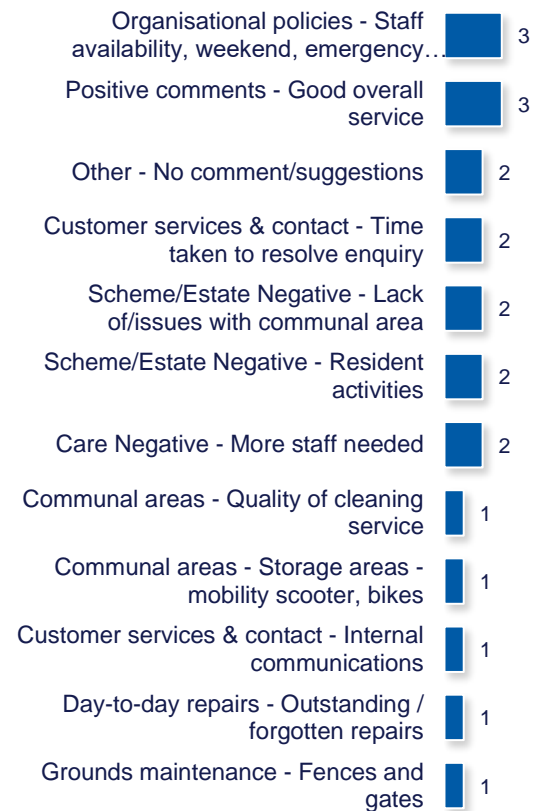 Organisational policies - Staff
availability, weekend, emergency…
3
Positive comments - Good overall
service
3
Other - No comment/suggestions
2
Customer services & contact - Time
taken to resolve enquiry
2
Scheme/Estate Negative - Lack
of/issues with communal area
2
Scheme/Estate Negative - Resident
activities
2
Care Negative - More staff needed
2
Communal areas - Quality of cleaning
service
1
Communal areas - Storage areas -
mobility scooter, bikes
1
Customer services & contact - Internal
communications
1
Day-to-day repairs - Outstanding /
forgotten repairs
1
Grounds maintenance - Fences and
gates
1